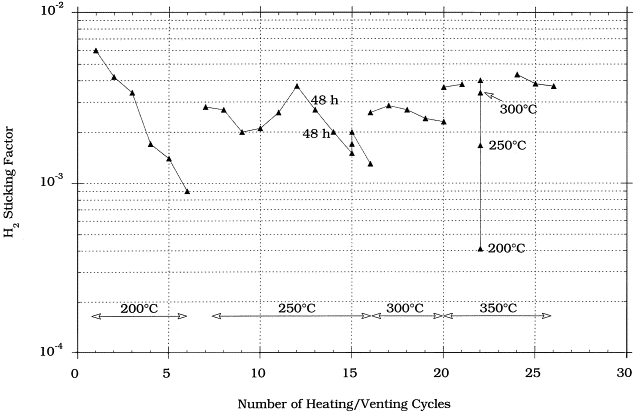 10-2
10-3
10-4
H2 Sticking Factor
48 h
48 h
300°C
250°C
200°C
200°C 250°C 300°C 350°C
0 5 10 15 20 25 30
Number of Heating/Venting Cycles